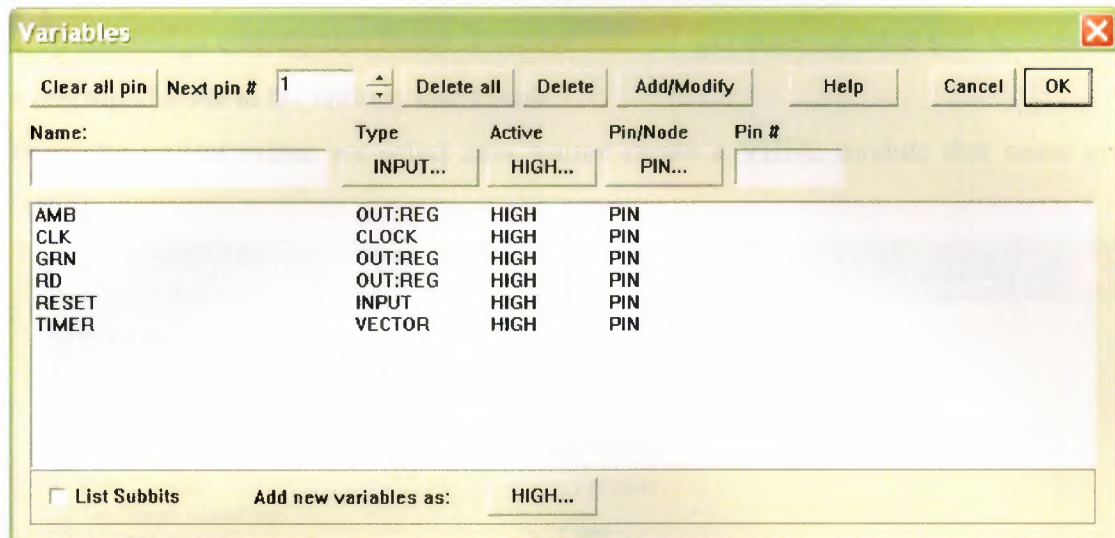 Variables
Clear all pin Next pin # 1 Delete all Delete Add/Modify Help Cancel OK
Name: Type Active Pin/Node Pin #
INPUT... HIGH... PIN...
AMB OUT:REG HIGH PIN
CLK CLOCK HIGH PIN
GRN OUT:REG HIGH PIN
RD OUT:REG HIGH PIN
RESET INPUT HIGH PIN
TIMER VECTOR HIGH PIN
List Subbits Add new variables as: HIGH...